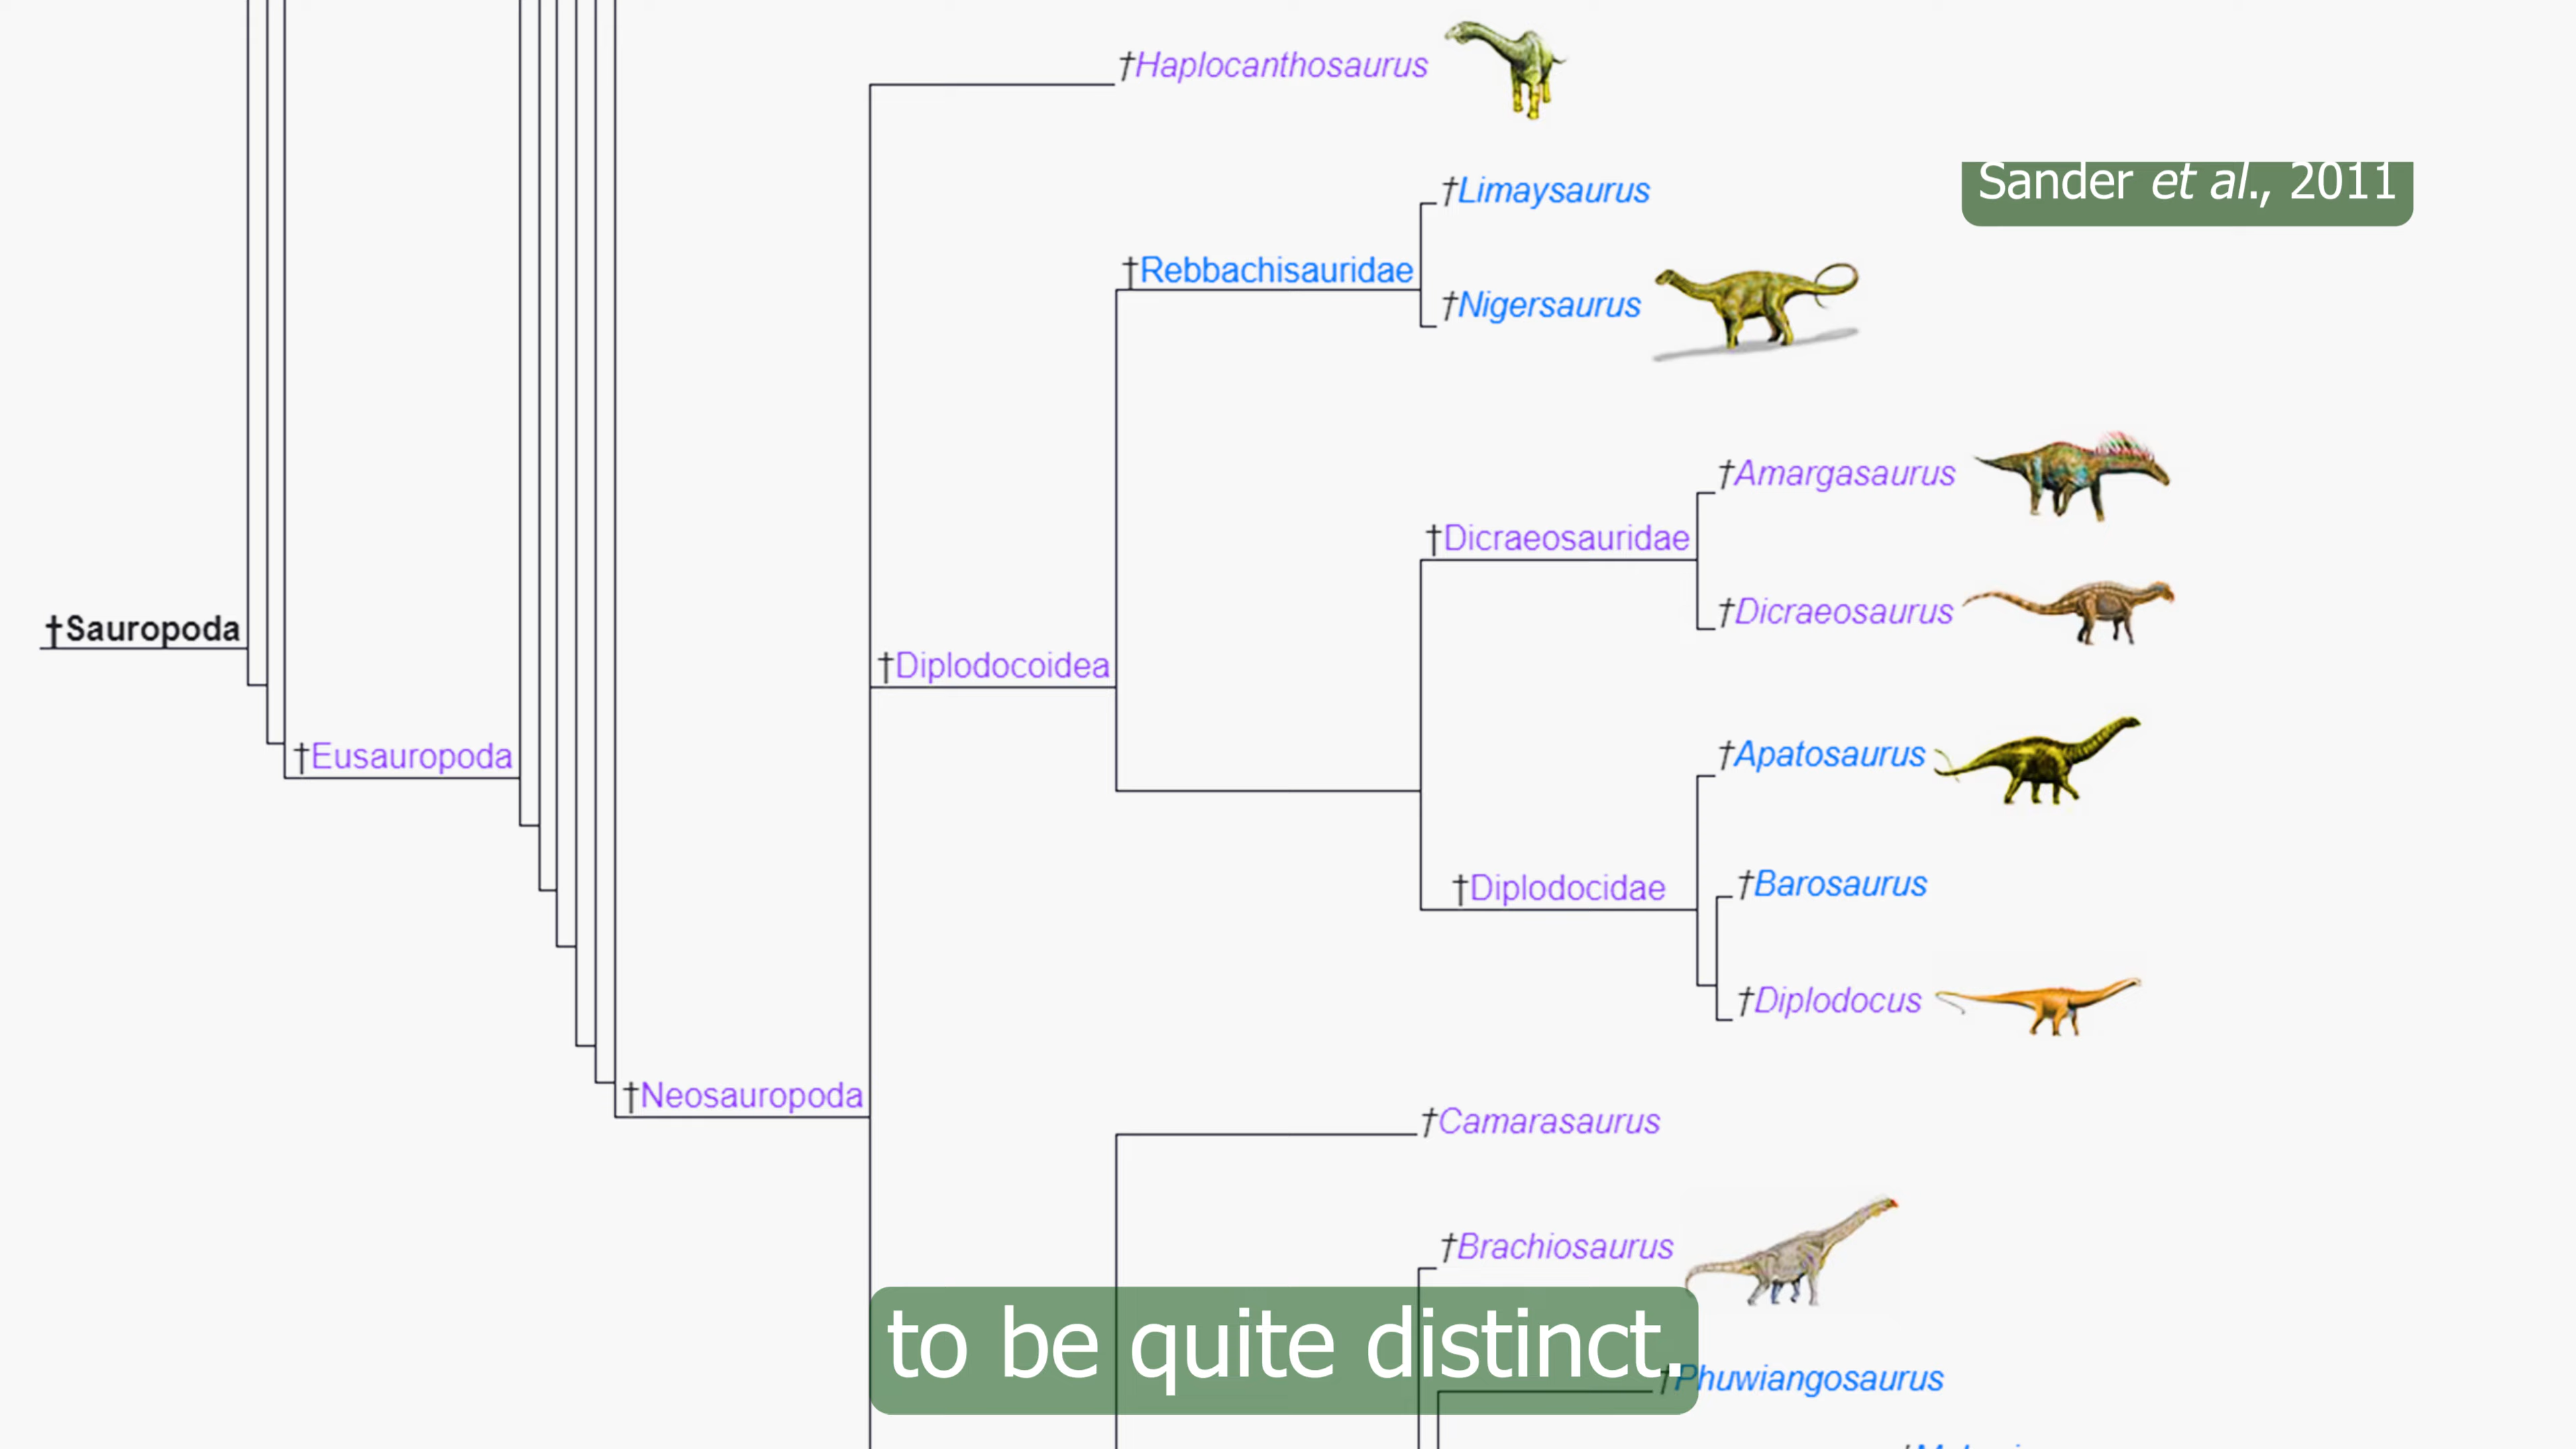 †Haplocanthosaurus
Sander et al., 2011
†Limaysaurus
†Rebbachisauridae
†Nigersaurus
†Amargasaurus
†Dicraeosauridae
†Dicraeosaurus
†Sauropoda
†Diplodocoidea
†Eusauropoda
†Apatosaurus
†Barosaurus
†Diplodocidae
†Diplodocus
†Neosauropoda
†Camarasaurus
†Brachiosaurus
to be quite distinct.
†Phuwiangosaurus